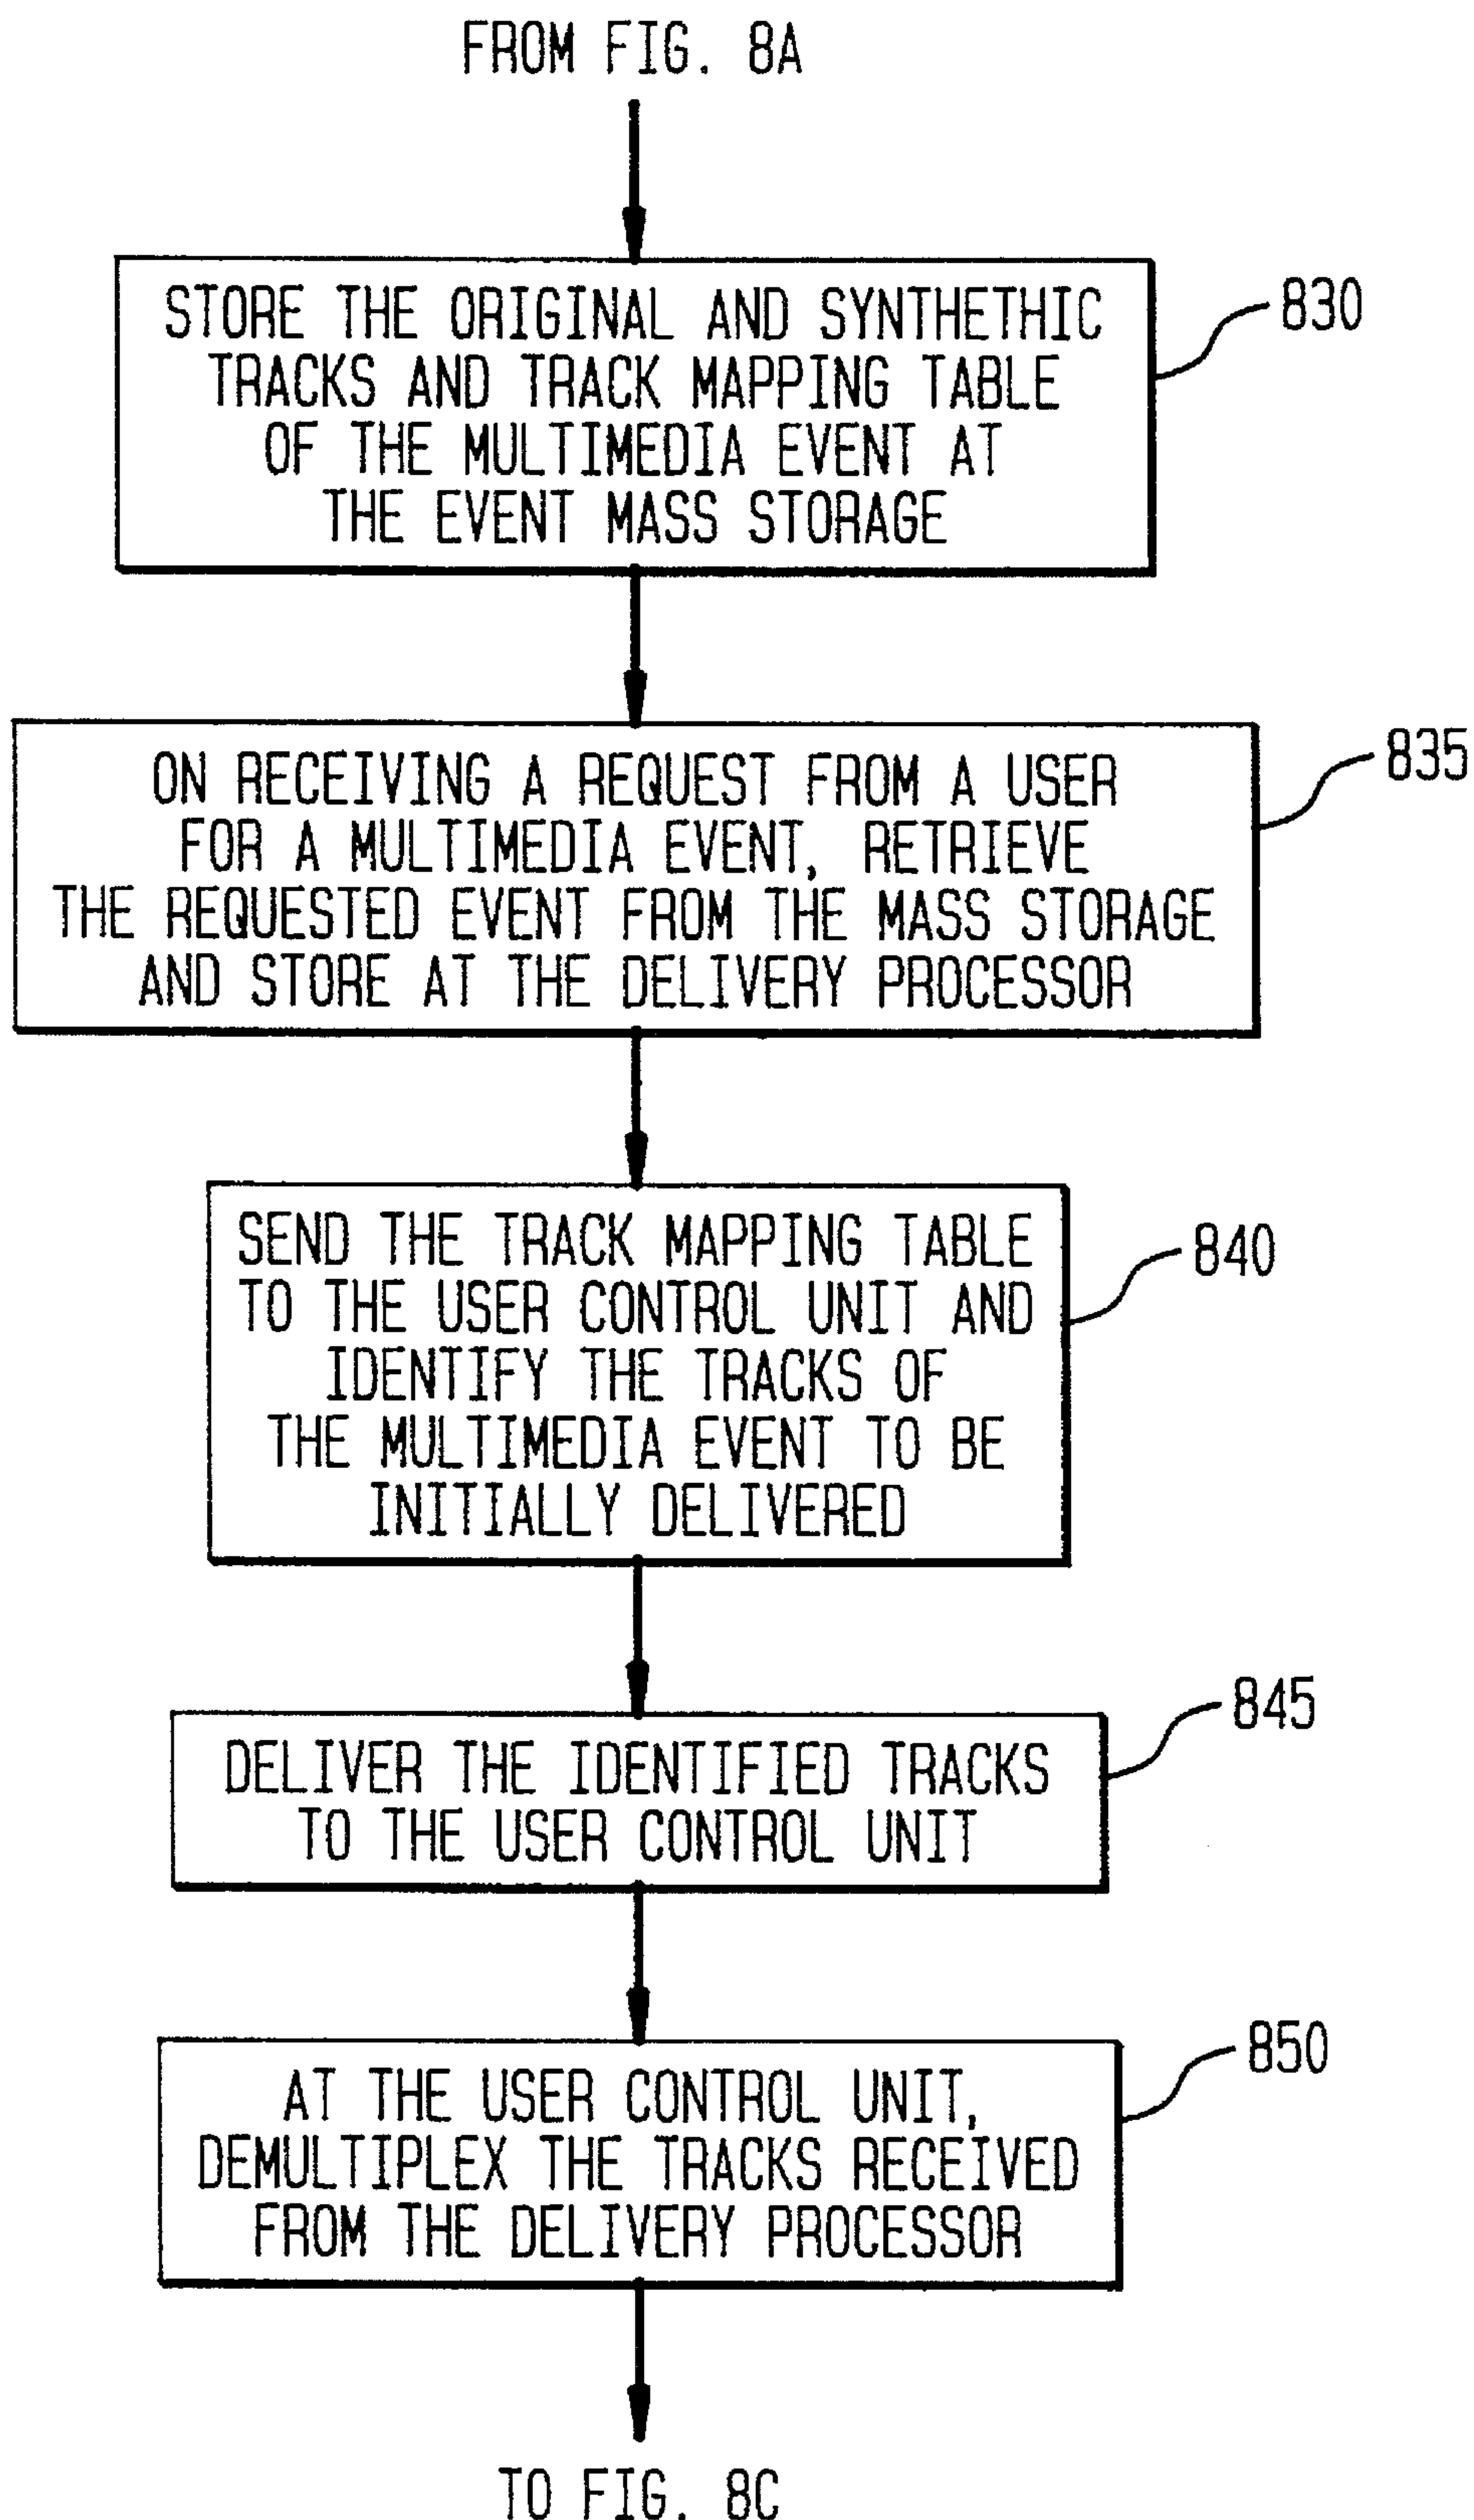 FROM FIG. 8A
STORE THE ORIGINAL AND SYNTHETHIC
TRACKS AND TRACK MAPPING TABLE
OF THE MULTIMEDIA EVENT AT
THE EVENT MASS STORAGE
830
ON RECEIVING A REQUEST FROM A USER
FOR A MULTIMEDIA EVENT, RETRIEVE
THE REQUESTED EVENT FROM THE MASS STORAGE
AND STORE AT THE DELIVERY PROCESSOR
835
SEND THE TRACK MAPPING TABLE
TO THE USER CONTROL UNIT AND
IDENTIFY THE TRACKS OF
THE MULTIMEDIA EVENT TO BE
INITIALLY DELIVERED
840
DELIVER THE IDENTIFIED TRACKS
TO THE USER CONTROL UNIT
845
AT THE USER CONTROL UNIT,
DEMULTIPLEX THE TRACKS RECEIVED
FROM THE DELIVERY PROCESSOR
850
TO FIG. 8C